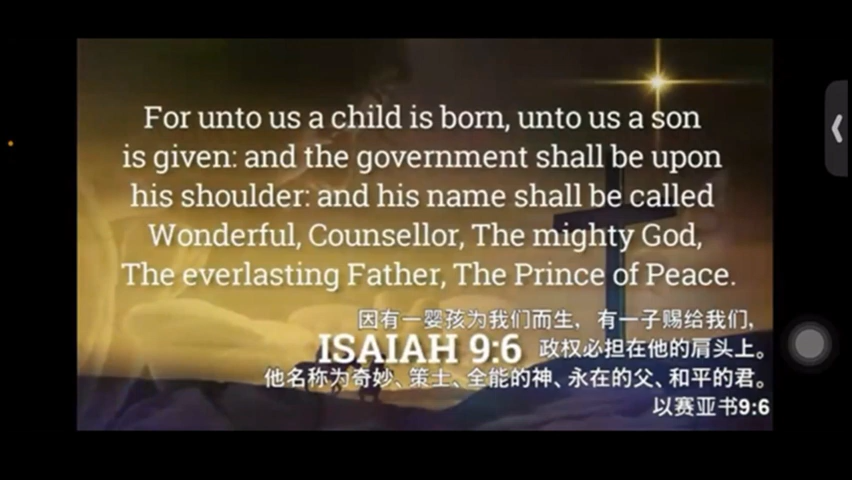 For unto us a child is born, unto us a son
is given: and the government shall be upon
his shoulder: and his name shall be called
Wonderful, Counsellor, The mighty God,
The everlasting Father, The Prince of Peace.
因有一婴孩为我们而生，有一子赐给我们，
ISAIAH 9:6
政权必担在他的肩头上。
他名称为奇妙、策士、全能的神、永在的父、和平的君。
以赛亚书9:6